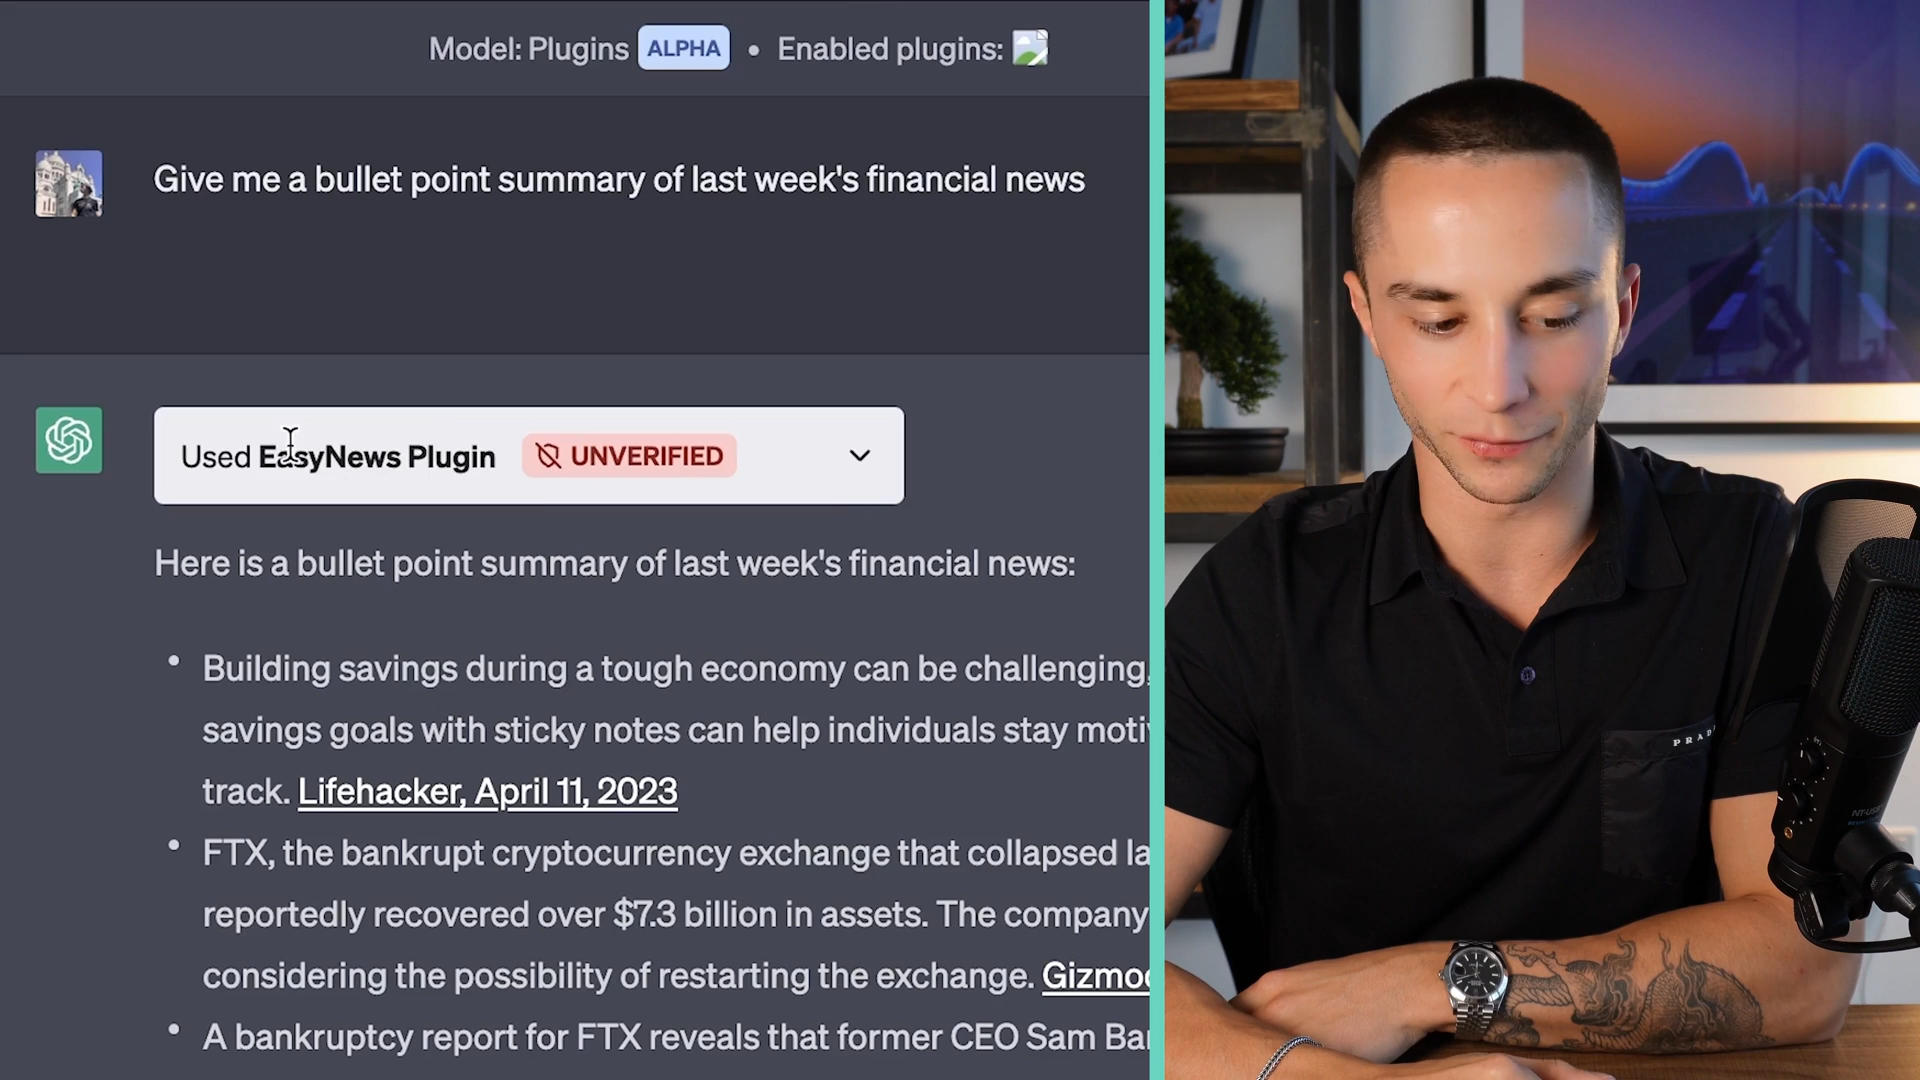 Model: Plugins ALPHA • Enabled plugins:
Give me a bullet point summary of last week's financial news
Used EasyNews Plugin UNVERIFIED
Here is a bullet point summary of last week's financial news:
• Building savings during a tough economy can be challenging,
savings goals with sticky notes can help individuals stay moti
track. Lifehacker, April 11, 2023
• FTX, the bankrupt cryptocurrency exchange that collapsed la
reportedly recovered over $7.3 billion in assets. The company
considering the possibility of restarting the exchange. Gizmo
• A bankruptcy report for FTX reveals that former CEO Sam Ba
PRAD
NT-USB